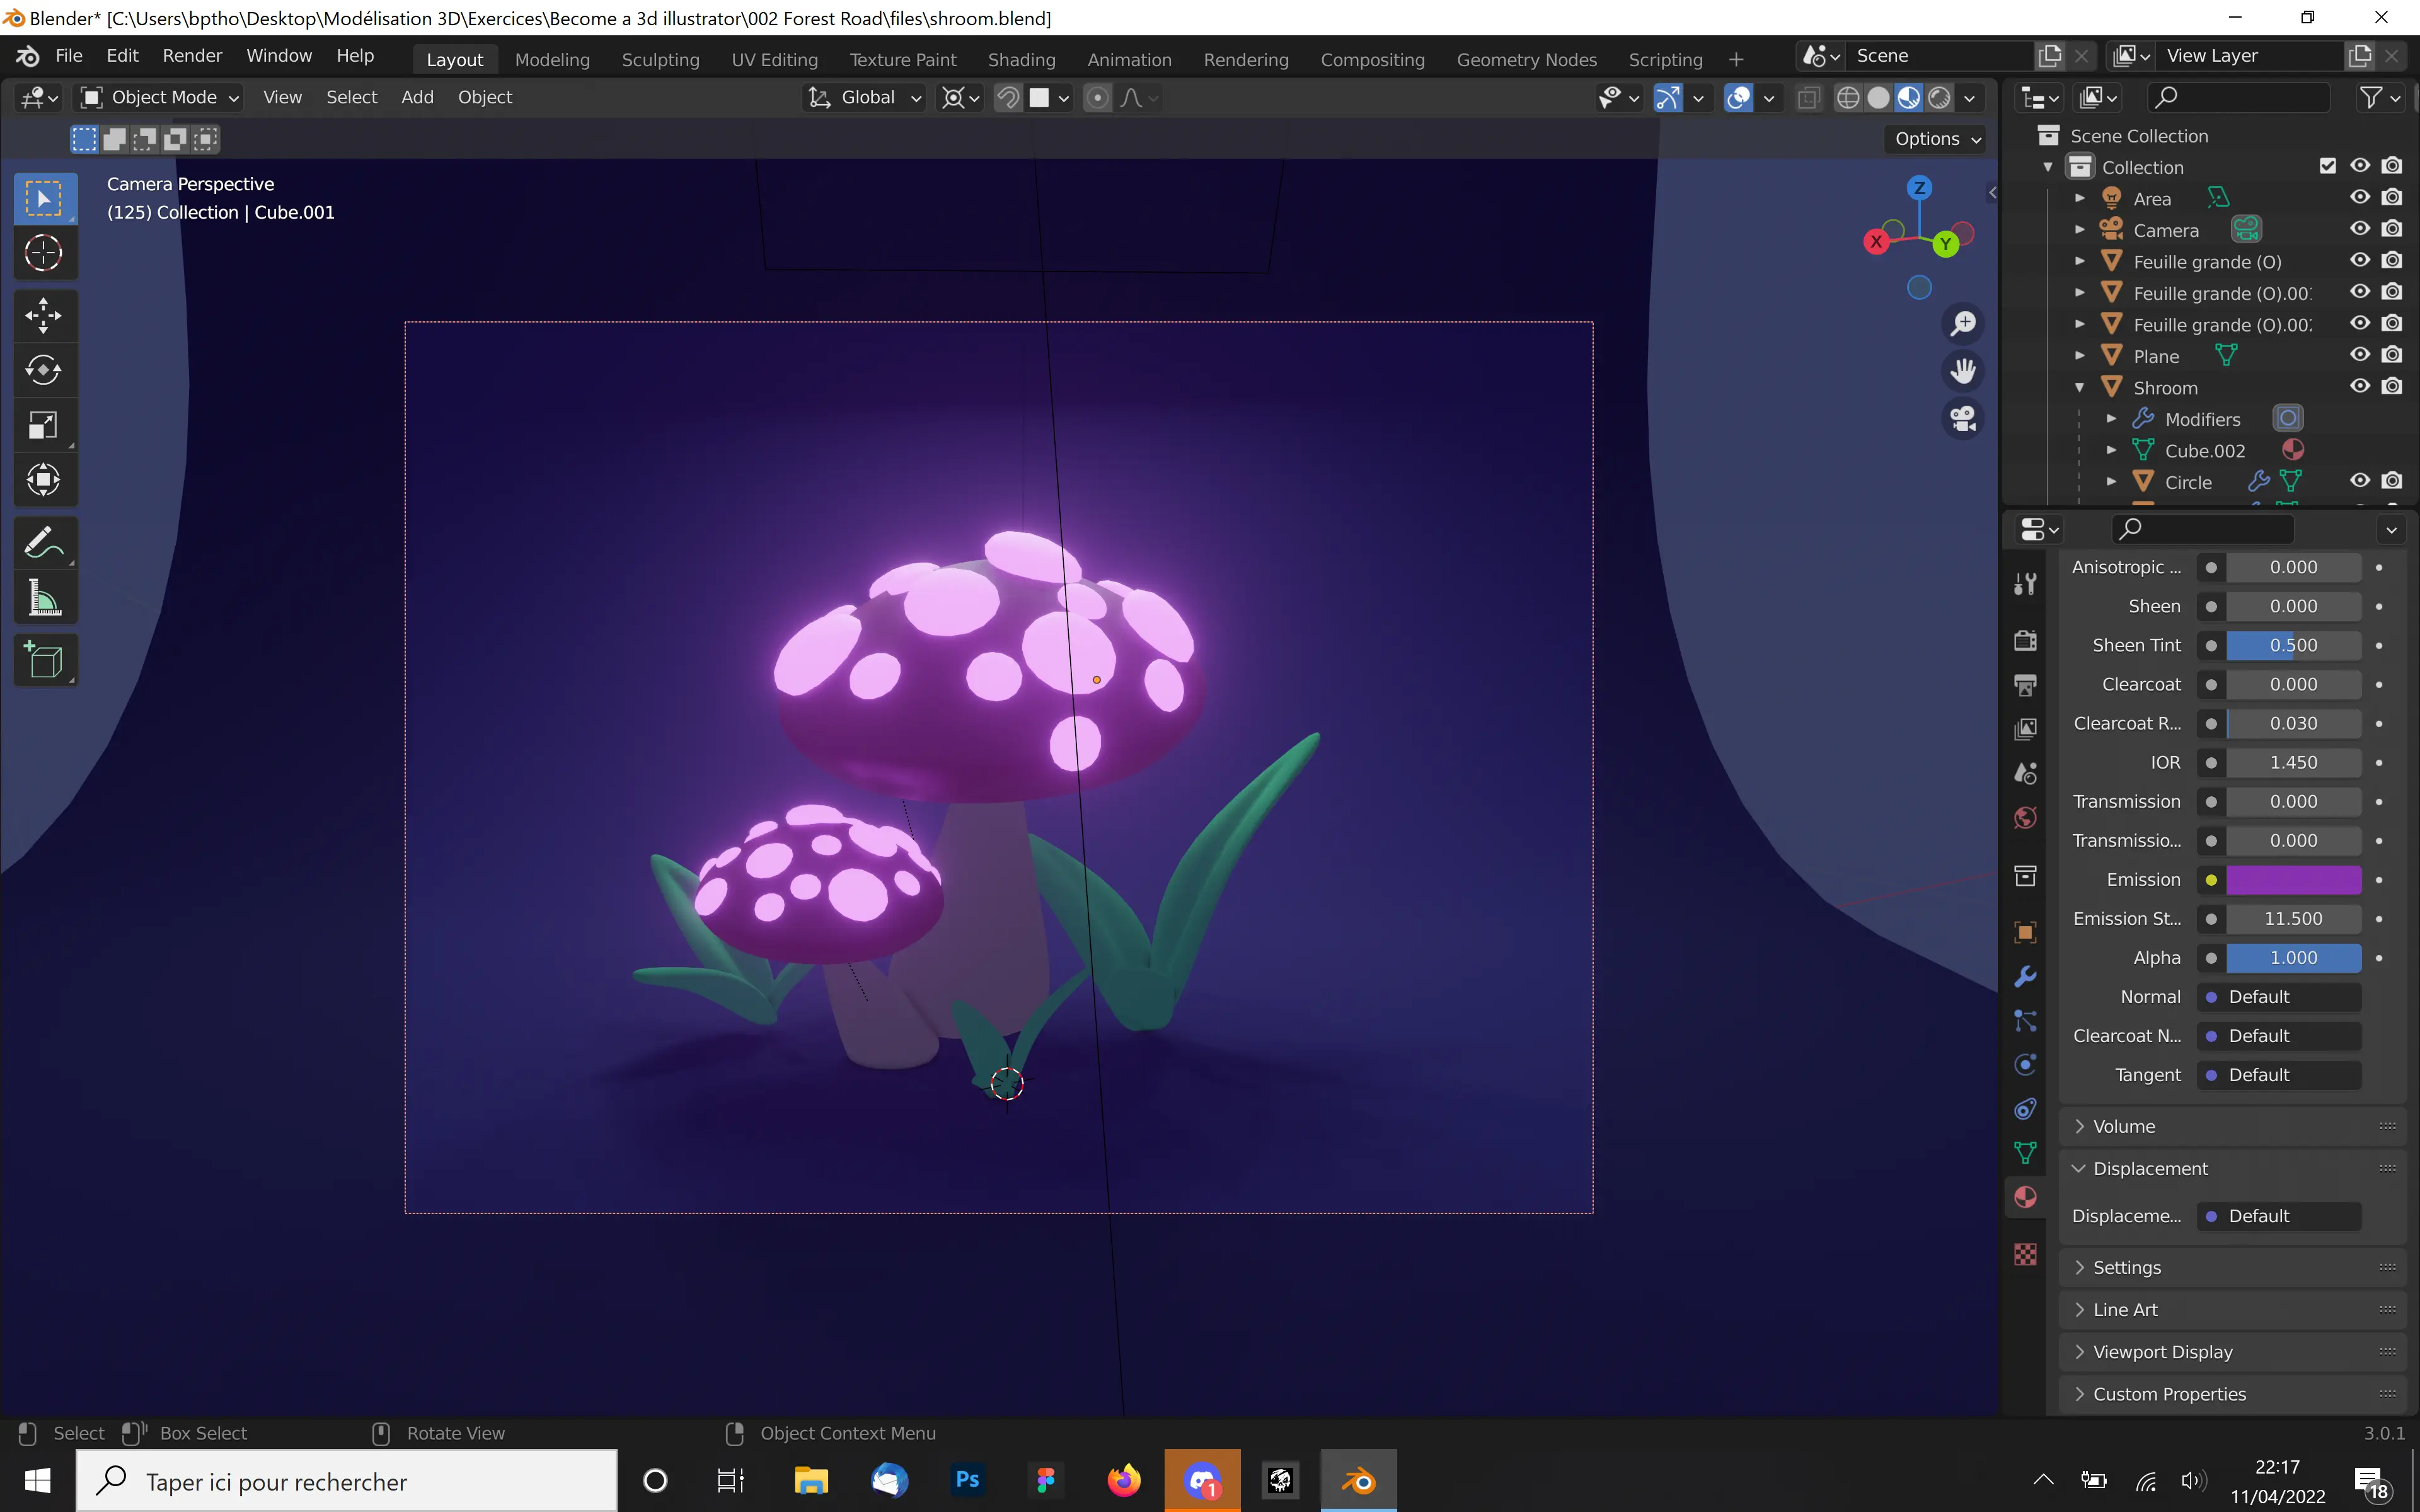 Blender* [C:\Users\bptho\Desktop\Modélisation 3D\Exercices\Become a 3d illustrator\002 Forest Road\files\shroom.blend]
File Edit Render Window Help Layout Modeling Sculpting UV Editing Texture Paint Shading Animation Rendering Compositing Geometry Nodes Scripting + Scene View Layer
Object Mode View Select Add Object Global
Options
Camera Perspective
(125) Collection | Cube.001
Z
X
Y
Scene Collection
Collection
Area
Camera
Feuille grande (O)
Feuille grande (O).00
Feuille grande (O).00
Plane
Shroom
Modifiers
Cube.002
Circle
Anisotropic ... 0.000
Sheen 0.000
Sheen Tint 0.500
Clearcoat 0.000
Clearcoat R... 0.030
IOR 1.450
Transmission 0.000
Transmissio... 0.000
Emission
Emission St... 11.500
Alpha 1.000
Normal Default
Clearcoat N... Default
Tangent Default
Volume
Displacement
Displaceme... Default
Settings
Line Art
Viewport Display
Custom Properties
Select Box Select Rotate View Object Context Menu 3.0.1
Taper ici pour rechercher Ps 1 22:17
11/04/2022 18